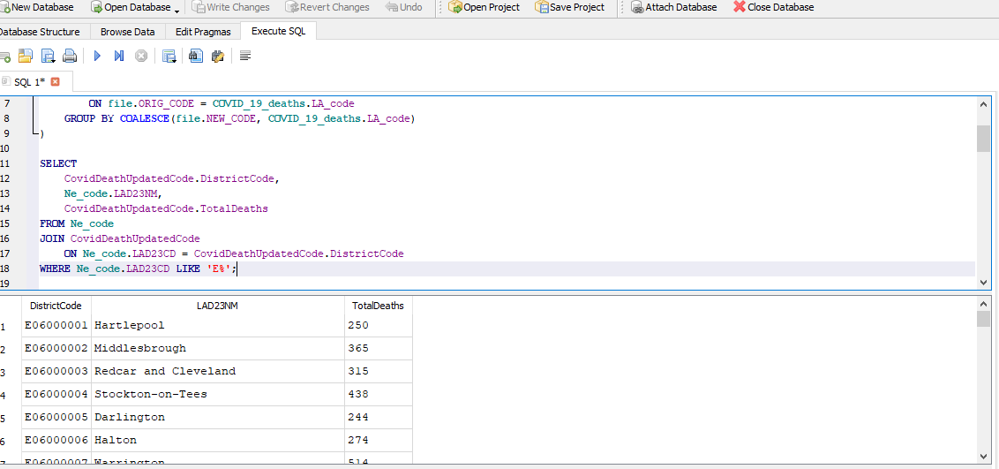 New Database Open Database Write Changes Revert Changes Undo Open Project Save Project Attach Database Close Database
Database Structure Browse Data Edit Pragmas Execute SQL
SQL 1*
7 ON file.ORIG_CODE = COVID_19_deaths.LA_code
8 GROUP BY COALESCE(file.NEW_CODE, COVID_19_deaths.LA_code)
9 )
10
11 SELECT
12 CovidDeathUpdatedCode.DistrictCode,
13 Ne_code.LAD23NM,
14 CovidDeathUpdatedCode.TotalDeaths
15 FROM Ne_code
16 JOIN CovidDeathUpdatedCode
17 ON Ne_code.LAD23CD = CovidDeathUpdatedCode.DistrictCode
18 WHERE Ne_code.LAD23CD LIKE 'E%';
19
DistrictCode LAD23NM TotalDeaths
1 E06000001 Hartlepool 250
2 E06000002 Middlesbrough 365
3 E06000003 Redcar and Cleveland 315
4 E06000004 Stockton-on-Tees 438
5 E06000005 Darlington 244
6 E06000006 Halton 274
7 E06000007 Warrington 514